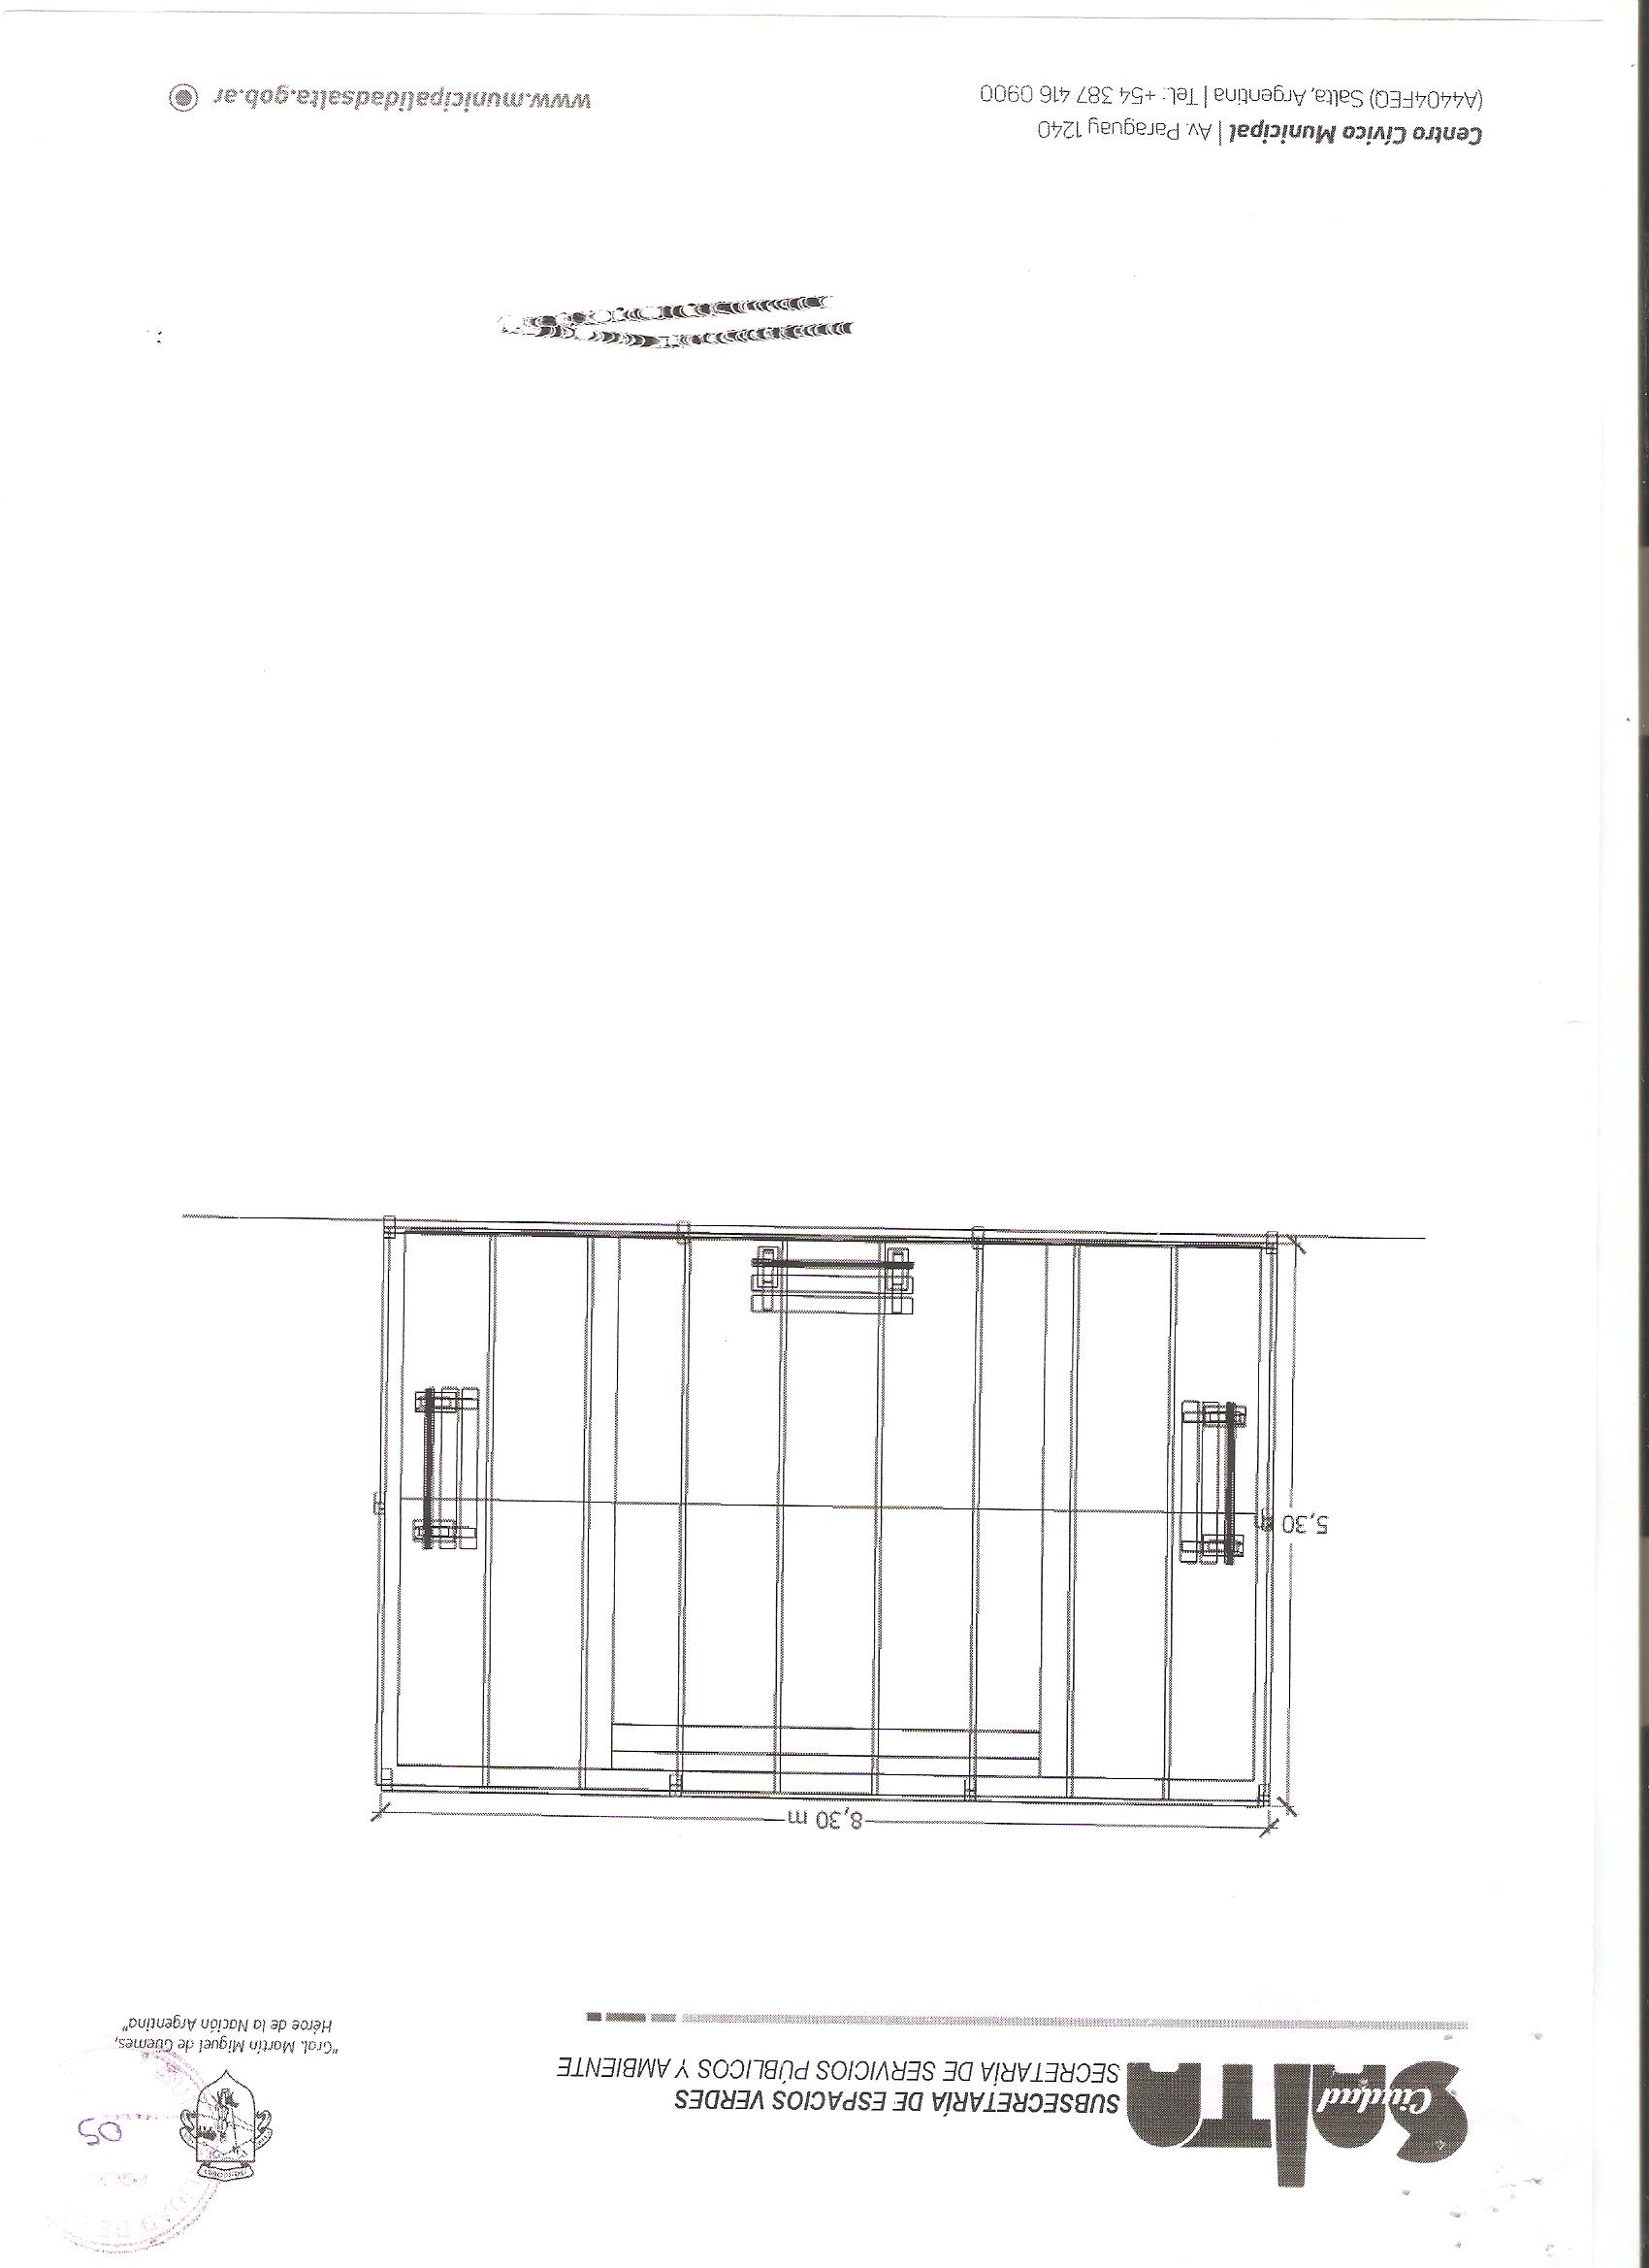 Ciudad
SALTA
SUBSECRETARÍA DE ESPACIOS VERDES
SECRETARÍA DE SERVICIOS PÚBLICOS Y AMBIENTE
05
"Gral. Martín Miguel de Güemes,
Héroe de la Nación Argentina"
8,30 m
5,30
Centro Cívico Municipal | Av. Paraguay 1240
(A4404FEQ) Salta, Argentina | Tel.: +54 387 416 0900
www.municipalidadsalta.gob.ar